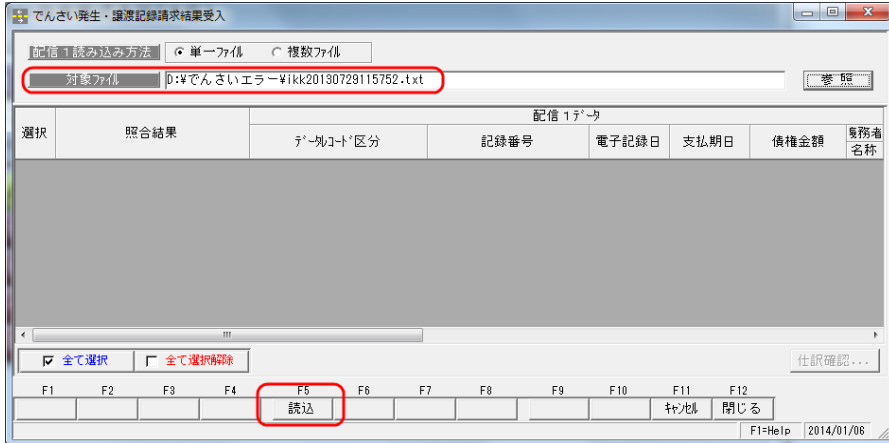 でんさい発生・譲渡記録請求結果受入
配信1読み込み方法 単一ファイル 複数ファイル
対象ファイル D:¥でんさいエラー¥ikk20130729115752.txt 参照
配信1データ
選択 照合結果 データレコード区分 記録番号 電子記録日 支払期日 債権金額 債務者
名称
全て選択 全て選択解除 仕訳確認...
F1 F2 F3 F4 F5 F6 F7 F8 F9 F10 F11 F12
読込 キャンセル 閉じる
F1=Help 2014/01/06